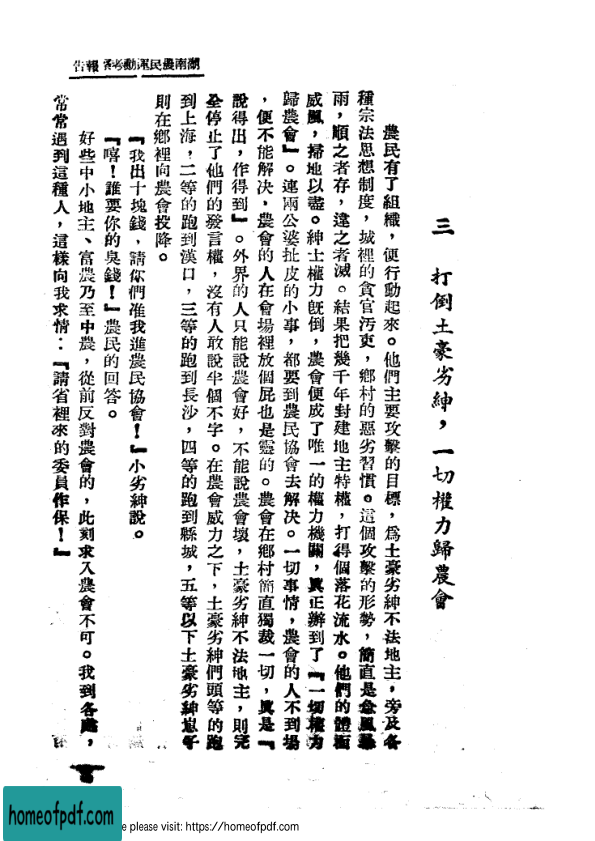 湖南農民運動考察報告
三　打倒土豪劣紳，一切權力歸農會
農民有了組織，便行動起來。他們主要攻擊的目標，爲土豪劣紳不法地主，旁及各
種宗法思想制度，城裡的貪官污吏，鄉村的惡劣習慣。這個攻擊的形勢，簡直是急風暴
雨，順之者存，違之者滅。結果把幾千年封建地主特權，打得個落花流水。他們的體面
威風，掃地以盡。紳士權力旣倒，農會便成了唯一的權力機關，眞正辦到了『一切權力
歸農會』。連兩公婆扯皮的小事，都要到農民協會去解决。一切事情，農會的人不到場
，便不能解决，農會的人在會場裡放個屁也是靈的。農會在鄉村簡直獨裁一切，眞是『
說得出，作得到』。外界的人只能說農會好，不能說農會壞，土豪劣紳不法地主，則完
全停止了他們的發言權，沒有人敢說半個不字。在農會威力之下，土豪劣紳們頭等的跑
到上海，二等的跑到漢口，三等的跑到長沙，四等的跑到縣城，五等以下土豪劣紳崽子
則在鄉裡向農會投降。
『我出十塊錢，請你們准我進農民協會！』小劣紳說。
『嘻！誰要你的臭錢！』農民的回答。
好些中小地主、富農乃至中農，從前反對農會的，此刻求入農會不可。我到各處，
常常遇到這種人，這樣向我求情：『請省裡來的委員作保！』
homeofpdf.com
e please visit: https://homeofpdf.com